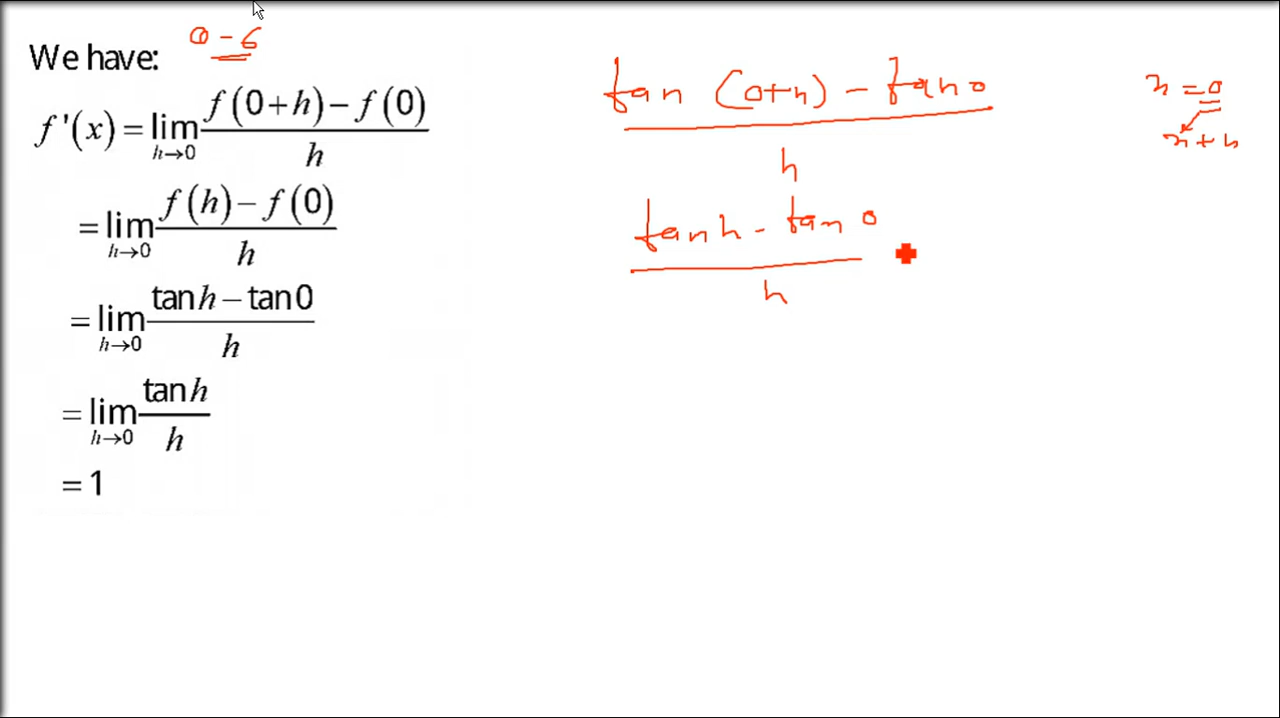 Q-6
We have:
f'(x) = lim h→0 f(0+h) − f(0) / h
= lim h→0 f(h) − f(0) / h
= lim h→0 tan h − tan 0 / h
= lim h→0 tan h / h
= 1
tan (0+h) − tan 0
h
tan h - tan 0
h
x = 0
x + h